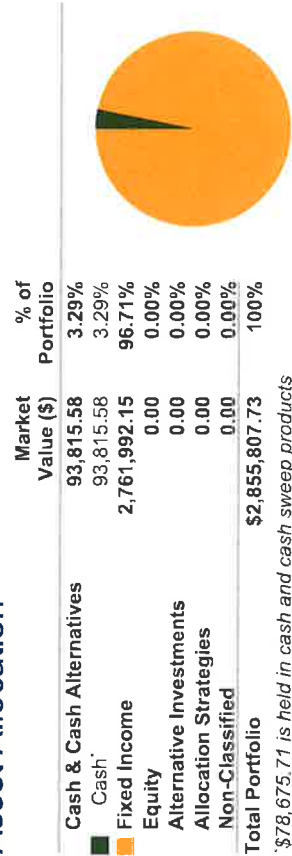 Asset Allocation
Market Value ($) % of Portfolio
Cash & Cash Alternatives 93,815.58 3.29%
Cash* 93,815.58 3.29%
Fixed Income 2,761,992.15 96.71%
Equity 0.00 0.00%
Alternative Investments 0.00 0.00%
Allocation Strategies 0.00 0.00%
Non-Classified 0.00 0.00%
Total Portfolio $2,855,807.73 100%
*$78,675.71 is held in cash and cash sweep products